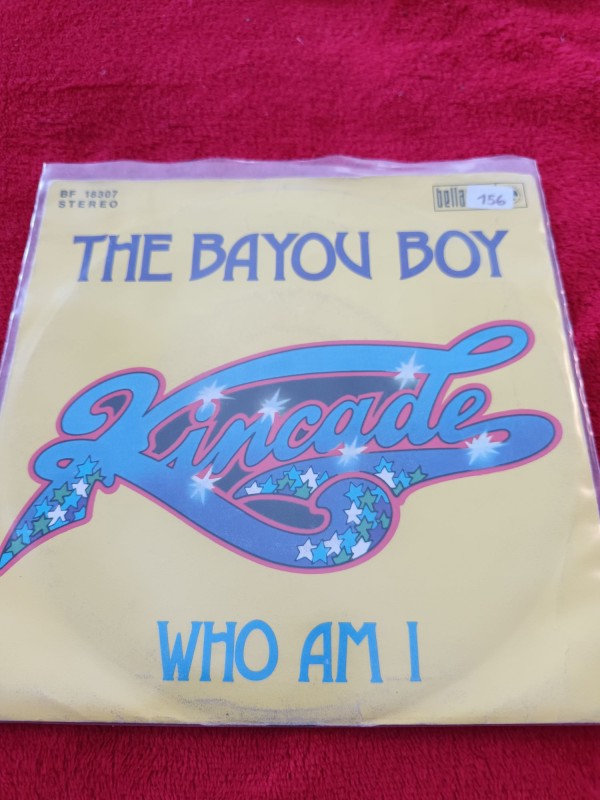 BF 18307
STEREO
bella
156
THE BAYOU BOY
Kincade
WHO AM I